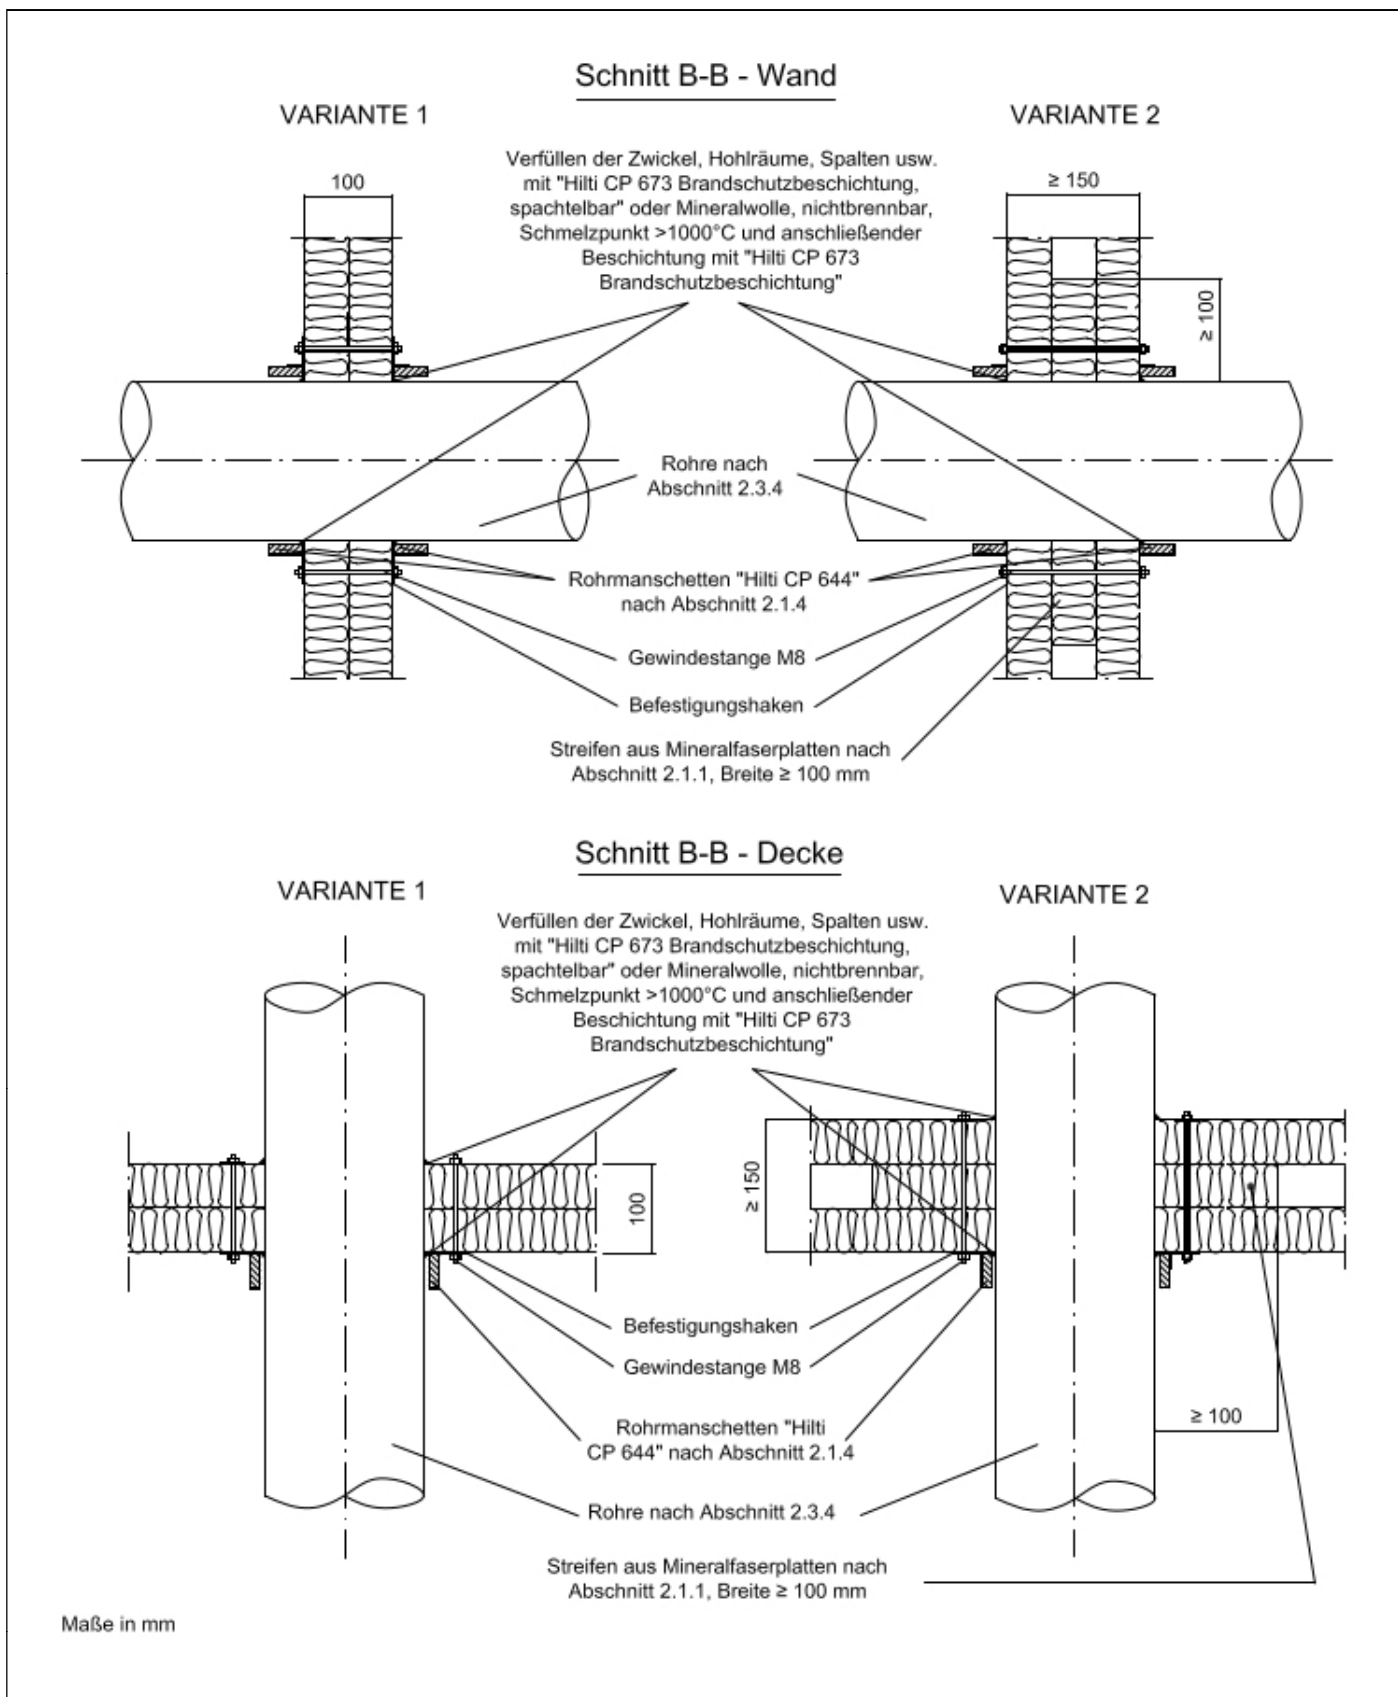 Schnitt B-B - Wand
VARIANTE 1
VARIANTE 2
Verfüllen der Zwickel, Hohlräume, Spalten usw.
mit "Hilti CP 673 Brandschutzbeschichtung,
spachtelbar" oder Mineralwolle, nichtbrennbar,
Schmelzpunkt >1000°C und anschließender
Beschichtung mit "Hilti CP 673
Brandschutzbeschichtung"
100
≥ 150
≥ 100
Rohre nach
Abschnitt 2.3.4
Rohrmanschetten "Hilti CP 644"
nach Abschnitt 2.1.4
Gewindestange M8
Befestigungshaken
Streifen aus Mineralfaserplatten nach
Abschnitt 2.1.1, Breite ≥ 100 mm
Schnitt B-B - Decke
VARIANTE 1
VARIANTE 2
Verfüllen der Zwickel, Hohlräume, Spalten usw.
mit "Hilti CP 673 Brandschutzbeschichtung,
spachtelbar" oder Mineralwolle, nichtbrennbar,
Schmelzpunkt >1000°C und anschließender
Beschichtung mit "Hilti CP 673
Brandschutzbeschichtung"
100
≥ 150
Befestigungshaken
Gewindestange M8
≥ 100
Rohrmanschetten "Hilti
CP 644" nach Abschnitt 2.1.4
Rohre nach Abschnitt 2.3.4
Streifen aus Mineralfaserplatten nach
Abschnitt 2.1.1, Breite ≥ 100 mm
Maße in mm